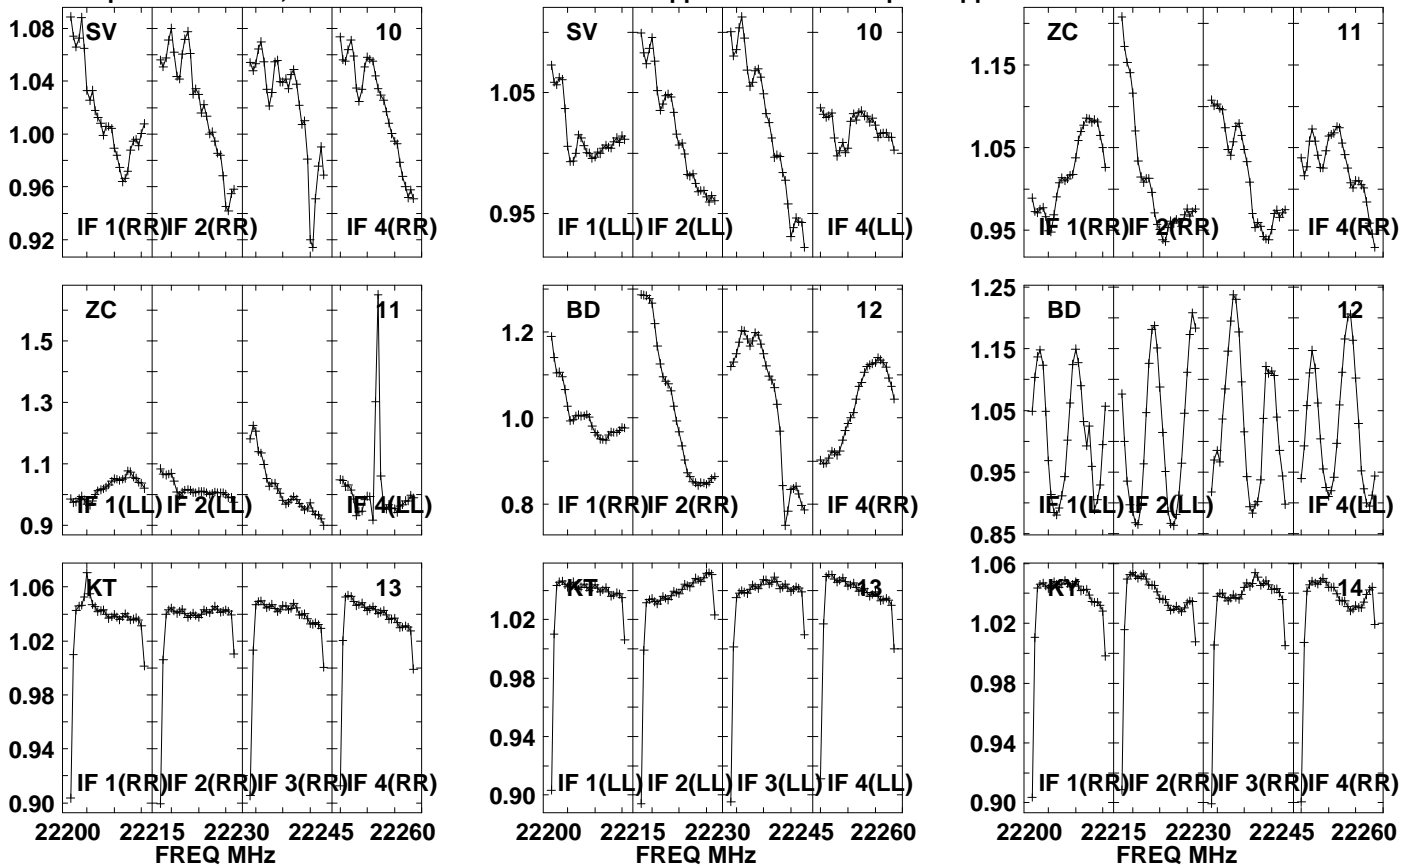 1.08
1.04
1.00
0.96
0.92
SV
10
IF 1(RR)
IF 2(RR)
IF 4(RR)
1.05
0.95
SV
10
IF 1(LL)
IF 2(LL)
IF 4(LL)
1.15
1.05
0.95
ZC
11
IF 1(RR)
IF 2(RR)
IF 4(RR)
1.5
1.3
1.1
0.9
ZC
11
IF 1(LL)
IF 2(LL)
IF 4(LL)
1.2
1.0
0.8
BD
12
IF 1(RR)
IF 2(RR)
IF 4(RR)
1.25
1.15
1.05
0.95
0.85
BD
12
IF 1(LL)
IF 2(LL)
IF 4(LL)
1.06
1.02
0.98
0.94
0.90
KT
13
IF 1(RR)
IF 2(RR)
IF 3(RR)
IF 4(RR)
22200 22215 22230 22245 22260
FREQ MHz
1.02
0.98
0.94
0.90
KT
13
IF 1(LL)
IF 2(LL)
IF 3(LL)
IF 4(LL)
22200 22215 22230 22245 22260
FREQ MHz
1.06
1.02
0.98
0.94
0.90
KY
14
IF 1(RR)
IF 2(RR)
IF 3(RR)
IF 4(RR)
22200 22215 22230 22245 22260
FREQ MHz